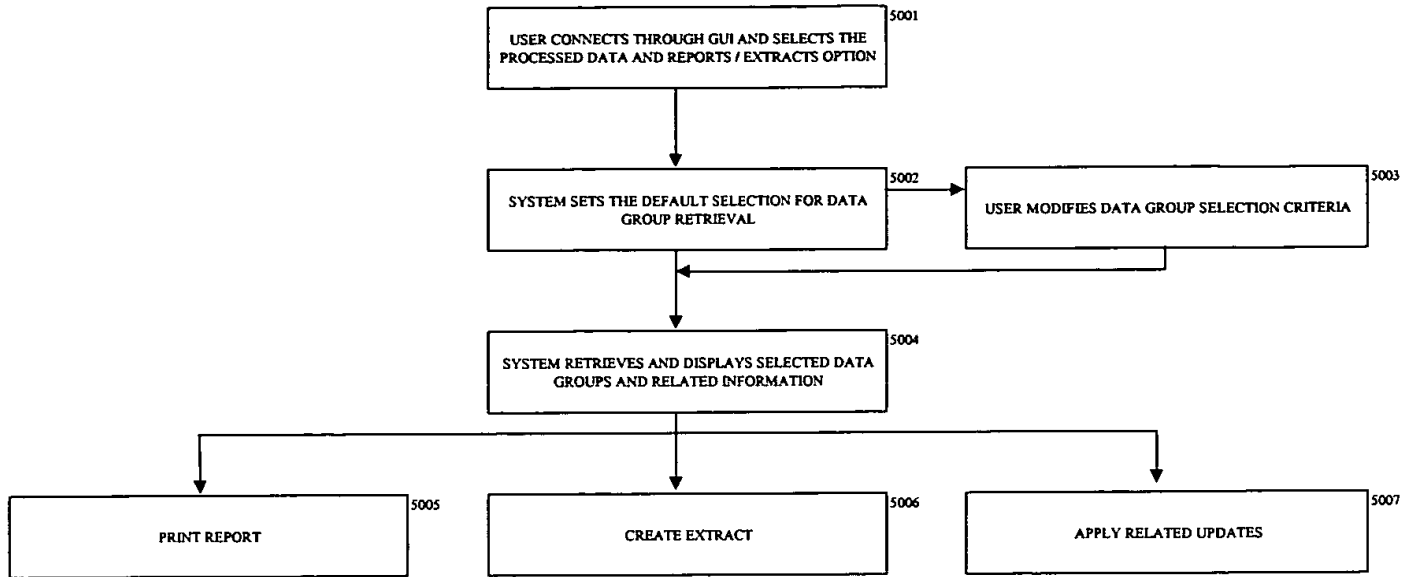 5001
USER CONNECTS THROUGH GUI AND SELECTS THE
PROCESSED DATA AND REPORTS / EXTRACTS OPTION
5002
SYSTEM SETS THE DEFAULT SELECTION FOR DATA
GROUP RETRIEVAL
5003
USER MODIFIES DATA GROUP SELECTION CRITERIA
5004
SYSTEM RETRIEVES AND DISPLAYS SELECTED DATA
GROUPS AND RELATED INFORMATION
5005
PRINT REPORT
5006
CREATE EXTRACT
5007
APPLY RELATED UPDATES